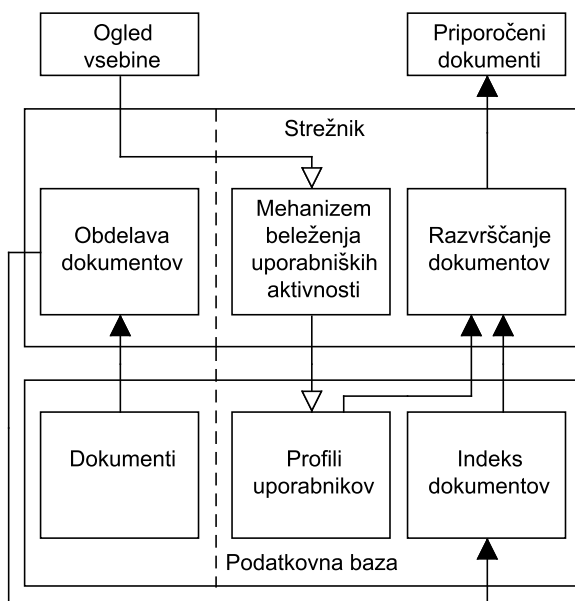 Ogled
vsebine
Priporočeni
dokumenti
Strežnik
Obdelava
dokumentov
Mehanizem
beleženja
uporabniških
aktivnosti
Razvrščanje
dokumentov
Dokumenti
Profili
uporabnikov
Indeks
dokumentov
Podatkovna baza